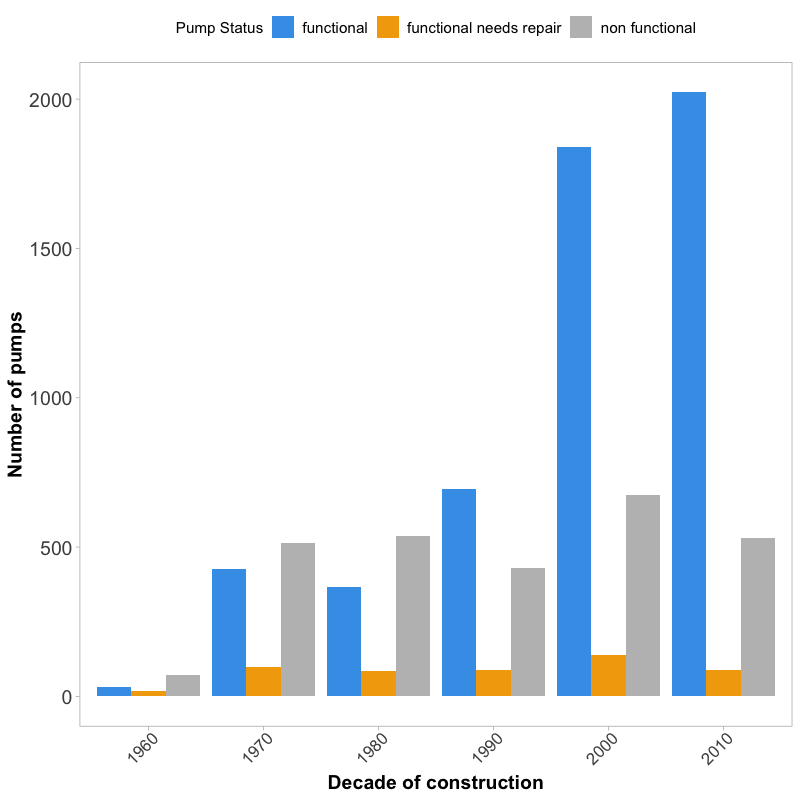 Pump Status functional functional needs repair non functional
2000
1500
1000
500
0
Number of pumps
1960 1970 1980 1990 2000 2010
Decade of construction